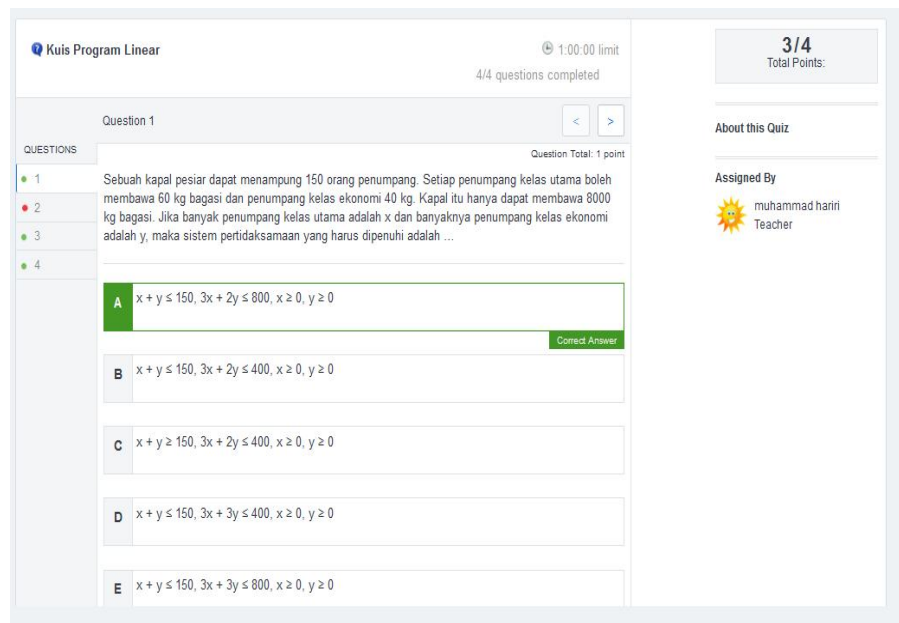 Kuis Program Linear
1:00:00 limit
4/4 questions completed
3/4
Total Points:
Question 1
<
>
About this Quiz
QUESTIONS
Question Total: 1 point
1
2
3
4
Sebuah kapal pesiar dapat menampung 150 orang penumpang. Setiap penumpang kelas utama boleh
membawa 60 kg bagasi dan penumpang kelas ekonomi 40 kg. Kapal itu hanya dapat membawa 8000
kg bagasi. Jika banyak penumpang kelas utama adalah x dan banyaknya penumpang kelas ekonomi
adalah y, maka sistem pertidaksamaan yang harus dipenuhi adalah ...
Assigned By
muhammad hariri
Teacher
A x + y ≤ 150, 3x + 2y ≤ 800, x ≥ 0, y ≥ 0
Correct Answer
B x + y ≤ 150, 3x + 2y ≤ 400, x ≥ 0, y ≥ 0
C x + y ≥ 150, 3x + 2y ≤ 400, x ≥ 0, y ≥ 0
D x + y ≤ 150, 3x + 3y ≤ 400, x ≥ 0, y ≥ 0
E x + y ≤ 150, 3x + 3y ≤ 800, x ≥ 0, y ≥ 0